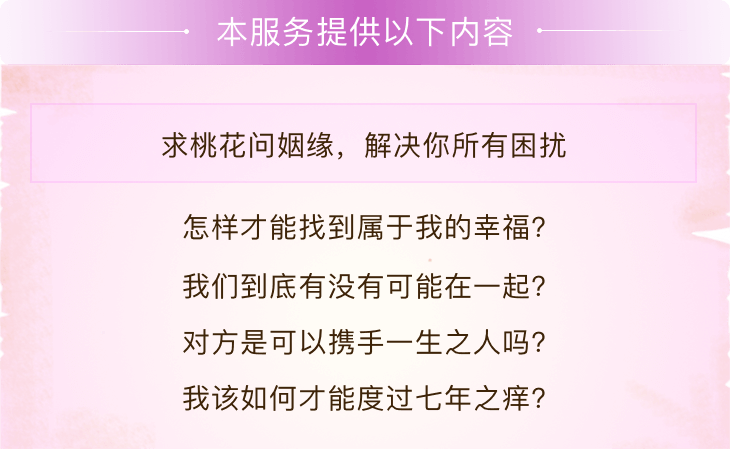 本服务提供以下内容
求桃花问姻缘，解决你所有困扰
怎样才能找到属于我的幸福？
我们到底有没有可能在一起？
对方是可以携手一生之人吗？
我该如何才能度过七年之痒？